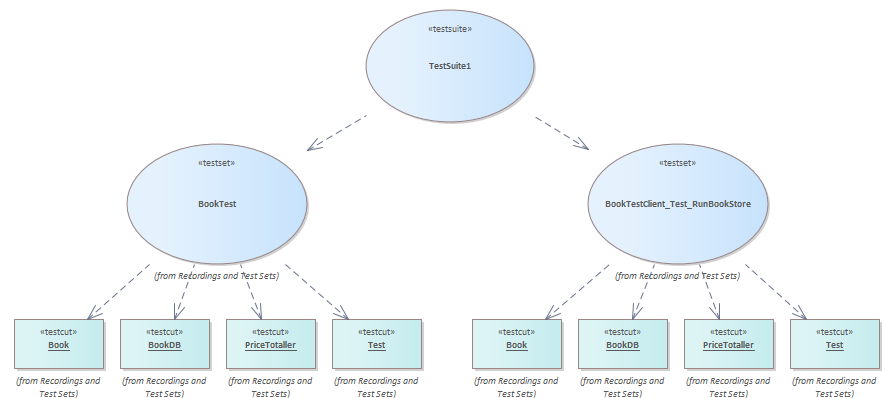 «testsuite»
TestSuite1
«testset»
BookTest
(from Recordings and Test Sets)
«testset»
BookTestClient_Test_RunBookStore
(from Recordings and Test Sets)
«testcut»
Book
(from Recordings and
Test Sets)
«testcut»
BookDB
(from Recordings and
Test Sets)
«testcut»
PriceTotaller
(from Recordings and
Test Sets)
«testcut»
Test
(from Recordings and
Test Sets)
«testcut»
Book
(from Recordings and
Test Sets)
«testcut»
BookDB
(from Recordings and
Test Sets)
«testcut»
PriceTotaller
(from Recordings and
Test Sets)
«testcut»
Test
(from Recordings and
Test Sets)